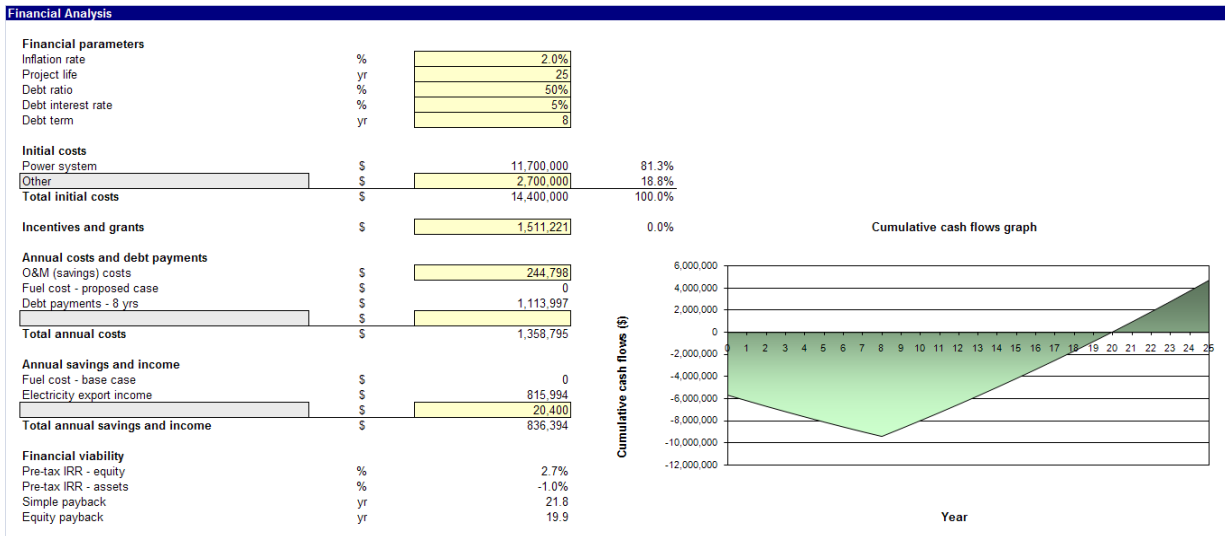 Financial Analysis
Financial parameters
Inflation rate % 2.0%
Project life yr 25
Debt ratio % 50%
Debt interest rate % 5%
Debt term yr 8
Initial costs
Power system $ 11,700,000 81.3%
Other $ 2,700,000 18.8%
Total initial costs $ 14,400,000 100.0%
Incentives and grants $ 1,511,221 0.0%
Annual costs and debt payments
O&M (savings) costs $ 244,798
Fuel cost - proposed case $ 0
Debt payments - 8 yrs $ 1,113,997
$
Total annual costs $ 1,358,795
Annual savings and income
Fuel cost - base case $ 0
Electricity export income $ 815,994
$ 20,400
Total annual savings and income $ 836,394
Financial viability
Pre-tax IRR - equity % 2.7%
Pre-tax IRR - assets % -1.0%
Simple payback yr 21.8
Equity payback yr 19.9
Cumulative cash flows graph
Cumulative cash flows ($)
6,000,000
4,000,000
2,000,000
0
-2,000,000
-4,000,000
-6,000,000
-8,000,000
-10,000,000
-12,000,000
0 1 2 3 4 5 6 7 8 9 10 11 12 13 14 15 16 17 18 19 20 21 22 23 24 25
Year